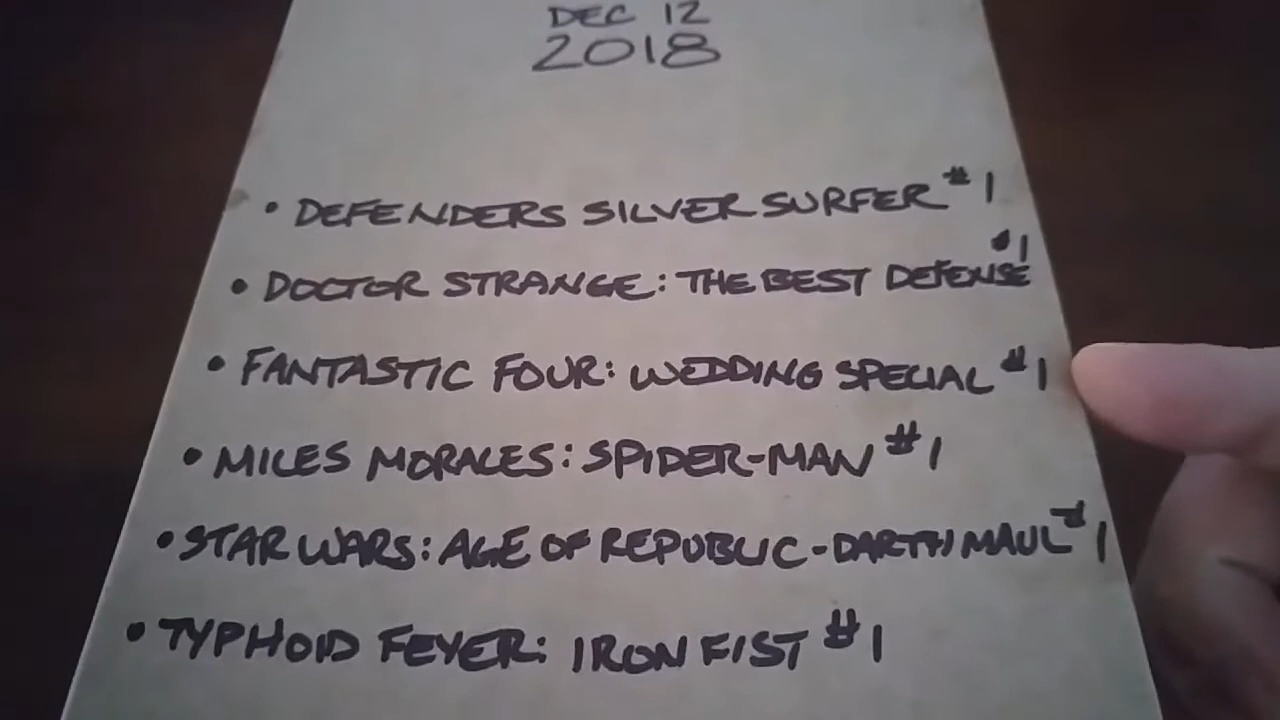 DEC 12
2018
• DEFENDERS SILVER SURFER #1
• DOCTOR STRANGE: THE BEST DEFENSE #1
• FANTASTIC FOUR: WEDDING SPECIAL #1
• MILES MORALES: SPIDER-MAN #1
• STAR WARS: AGE OF REPUBLIC - DARTH MAUL #1
• TYPHOID FEVER: IRON FIST #1